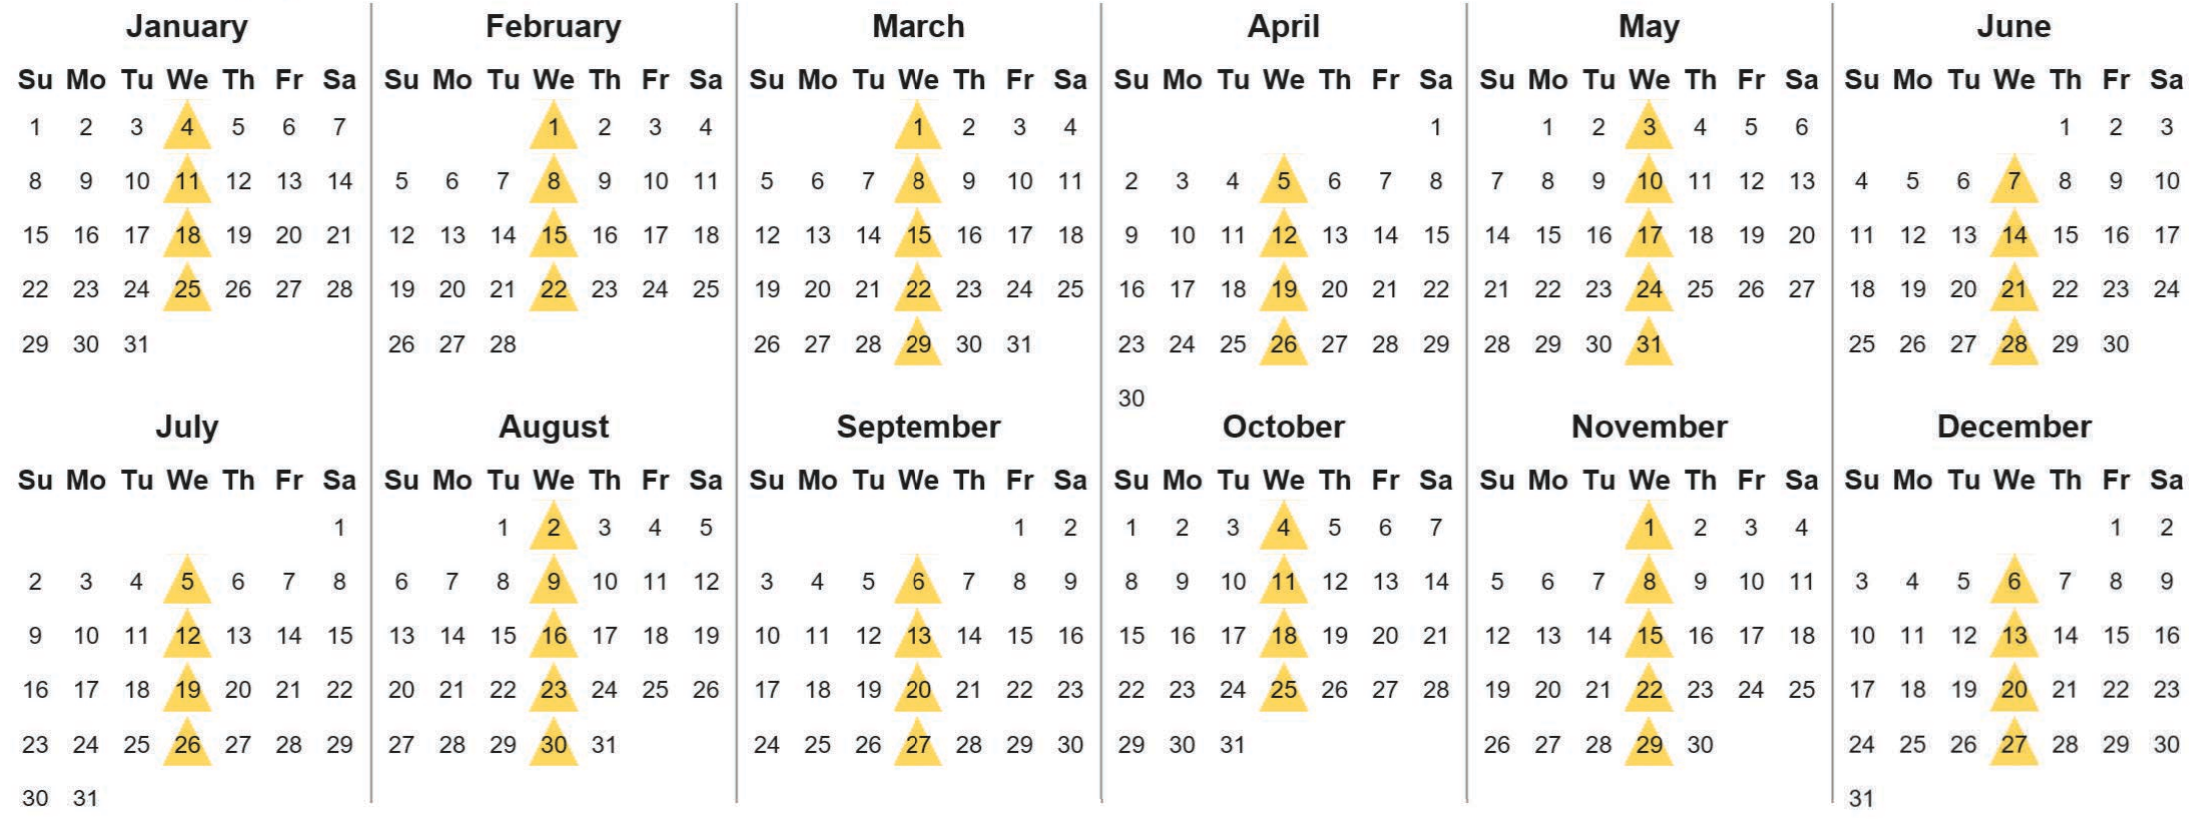 January
Su Mo Tu We Th Fr Sa
1 2 3 4 5 6 7
8 9 10 11 12 13 14
15 16 17 18 19 20 21
22 23 24 25 26 27 28
29 30 31
February
Su Mo Tu We Th Fr Sa
1 2 3 4
5 6 7 8 9 10 11
12 13 14 15 16 17 18
19 20 21 22 23 24 25
26 27 28
March
Su Mo Tu We Th Fr Sa
1 2 3 4
5 6 7 8 9 10 11
12 13 14 15 16 17 18
19 20 21 22 23 24 25
26 27 28 29 30 31
April
Su Mo Tu We Th Fr Sa
1
2 3 4 5 6 7 8
9 10 11 12 13 14 15
16 17 18 19 20 21 22
23 24 25 26 27 28 29
30
May
Su Mo Tu We Th Fr Sa
1 2 3 4 5 6
7 8 9 10 11 12 13
14 15 16 17 18 19 20
21 22 23 24 25 26 27
28 29 30 31
June
Su Mo Tu We Th Fr Sa
1 2 3
4 5 6 7 8 9 10
11 12 13 14 15 16 17
18 19 20 21 22 23 24
25 26 27 28 29 30
July
Su Mo Tu We Th Fr Sa
1
2 3 4 5 6 7 8
9 10 11 12 13 14 15
16 17 18 19 20 21 22
23 24 25 26 27 28 29
30 31
August
Su Mo Tu We Th Fr Sa
1 2 3 4 5
6 7 8 9 10 11 12
13 14 15 16 17 18 19
20 21 22 23 24 25 26
27 28 29 30 31
September
Su Mo Tu We Th Fr Sa
1 2
3 4 5 6 7 8 9
10 11 12 13 14 15 16
17 18 19 20 21 22 23
24 25 26 27 28 29 30
October
Su Mo Tu We Th Fr Sa
1 2 3 4 5 6 7
8 9 10 11 12 13 14
15 16 17 18 19 20 21
22 23 24 25 26 27 28
29 30 31
November
Su Mo Tu We Th Fr Sa
1 2 3 4
5 6 7 8 9 10 11
12 13 14 15 16 17 18
19 20 21 22 23 24 25
26 27 28 29 30
December
Su Mo Tu We Th Fr Sa
1 2
3 4 5 6 7 8 9
10 11 12 13 14 15 16
17 18 19 20 21 22 23
24 25 26 27 28 29 30
31